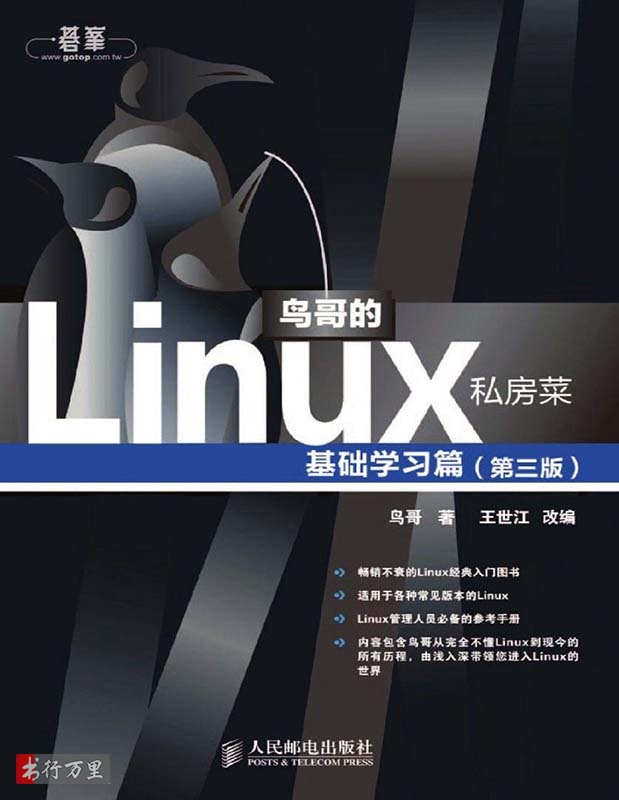 碁峯
www.gotop.com.tw
鸟哥的
Linux
私房菜
基础学习篇（第三版）
鸟哥 著 王世江 改编
畅销不衰的Linux经典入门图书
适用于各种常见版本的Linux
Linux管理人员必备的参考手册
内容包含鸟哥从完全不懂Linux到现今的
所有历程，由浅入深带领您进入Linux的
世界
人民邮电出版社
POSTS & TELECOM PRESS
书行万里